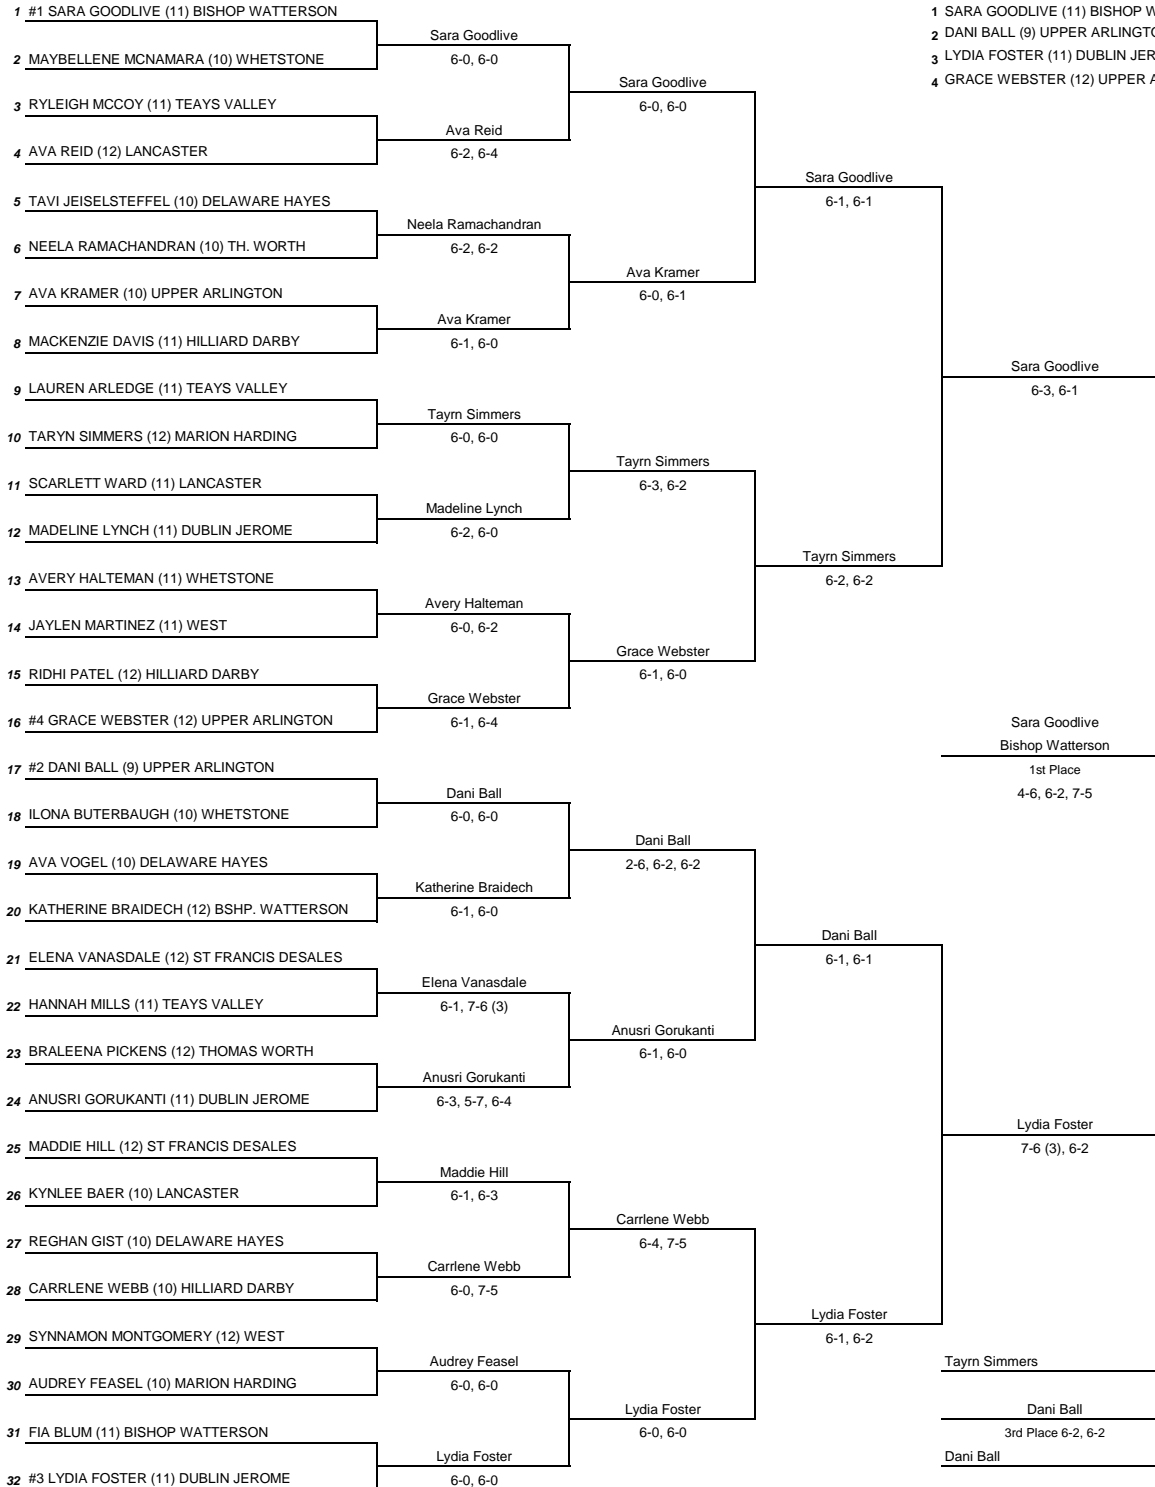 1 #1 SARA GOODLIVE (11) BISHOP WATTERSON
2 MAYBELLENE MCNAMARA (10) WHETSTONE
3 RYLEIGH MCCOY (11) TEAYS VALLEY
4 AVA REID (12) LANCASTER
5 TAVI JEISELSTEFFEL (10) DELAWARE HAYES
6 NEELA RAMACHANDRAN (10) TH. WORTH
7 AVA KRAMER (10) UPPER ARLINGTON
8 MACKENZIE DAVIS (11) HILLIARD DARBY
9 LAUREN ARLEDGE (11) TEAYS VALLEY
10 TARYN SIMMERS (12) MARION HARDING
11 SCARLETT WARD (11) LANCASTER
12 MADELINE LYNCH (11) DUBLIN JEROME
13 AVERY HALTEMAN (11) WHETSTONE
14 JAYLEN MARTINEZ (11) WEST
15 RIDHI PATEL (12) HILLIARD DARBY
16 #4 GRACE WEBSTER (12) UPPER ARLINGTON
17 #2 DANI BALL (9) UPPER ARLINGTON
18 ILONA BUTERBAUGH (10) WHETSTONE
19 AVA VOGEL (10) DELAWARE HAYES
20 KATHERINE BRAIDECH (12) BSHP. WATTERSON
21 ELENA VANASDALE (12) ST FRANCIS DESALES
22 HANNAH MILLS (11) TEAYS VALLEY
23 BRALEENA PICKENS (12) THOMAS WORTH
24 ANUSRI GORUKANTI (11) DUBLIN JEROME
25 MADDIE HILL (12) ST FRANCIS DESALES
26 KYNLEE BAER (10) LANCASTER
27 REGHAN GIST (10) DELAWARE HAYES
28 CARRLENE WEBB (10) HILLIARD DARBY
29 SYNNAMON MONTGOMERY (12) WEST
30 AUDREY FEASEL (10) MARION HARDING
31 FIA BLUM (11) BISHOP WATTERSON
32 #3 LYDIA FOSTER (11) DUBLIN JEROME
Sara Goodlive
6-0, 6-0
Ava Reid
6-2, 6-4
Neela Ramachandran
6-2, 6-2
Ava Kramer
6-1, 6-0
Tayrn Simmers
6-0, 6-0
Madeline Lynch
6-2, 6-0
Avery Halteman
6-0, 6-2
Grace Webster
6-1, 6-4
Dani Ball
6-0, 6-0
Katherine Braidech
6-1, 6-0
Elena Vanasdale
6-1, 7-6 (3)
Anusri Gorukanti
6-3, 5-7, 6-4
Maddie Hill
6-1, 6-3
Carrlene Webb
6-0, 7-5
Audrey Feasel
6-0, 6-0
Lydia Foster
6-0, 6-0
Sara Goodlive
6-0, 6-0
Ava Kramer
6-0, 6-1
Tayrn Simmers
6-3, 6-2
Grace Webster
6-1, 6-0
Dani Ball
2-6, 6-2, 6-2
Anusri Gorukanti
6-1, 6-0
Carrlene Webb
6-4, 7-5
Lydia Foster
6-0, 6-0
Sara Goodlive
6-1, 6-1
Tayrn Simmers
6-2, 6-2
Dani Ball
6-1, 6-1
Lydia Foster
6-1, 6-2
1 SARA GOODLIVE (11) BISHOP
2 DANI BALL (9) UPPER
3 LYDIA FOSTER (11) DUBLIN
4 GRACE WEBSTER (12) UPPER
Sara Goodlive
6-3, 6-1
Sara Goodlive
Bishop Watterson
1st Place
4-6, 6-2, 7-5
Lydia Foster
7-6 (3), 6-2
Tayrn Simmers
Dani Ball
3rd Place 6-2, 6-2
Dani Ball